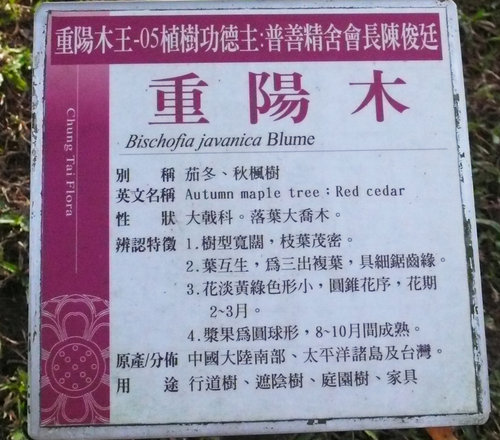 重陽木王-05植樹功德主:普善精舍會長陳俊廷
重陽木
Bischofia javanica Blume
Chung Tai Flora
別　稱 茄冬、秋楓樹
英文名稱 Autumn maple tree；Red cedar
性　狀 大戟科。落葉大喬木。
辨認特徵 1.樹型寬闊，枝葉茂密。
2.葉互生，為三出複葉，具細鋸齒緣。
3.花淡黃綠色形小，圓錐花序，花期
2~3月。
4.漿果為圓球形，8~10月間成熟。
原產/分佈 中國大陸南部、太平洋諸島及台灣。
用　途 行道樹、遮陰樹、庭園樹、家具